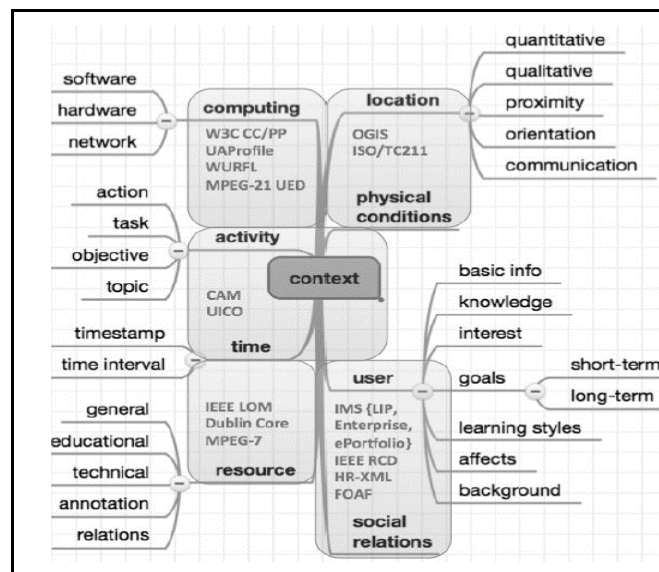 software
hardware
network
computing
W3C CC/PP
UAProfile
WURFL
MPEG-21 UED
location
OGIS
ISO/TC211
quantitative
qualitative
proximity
orientation
communication
physical
conditions
action
task
objective
topic
activity
CAM
UICO
context
timestamp
time interval
time
general
educational
technical
annotation
relations
IEEE LOM
Dublin Core
MPEG-7
resource
user
IMS {LIP,
Enterprise,
ePortfolio}
IEEE RCD
HR-XML
FOAF
social
relations
basic info
knowledge
interest
goals
short-term
long-term
learning styles
affects
background